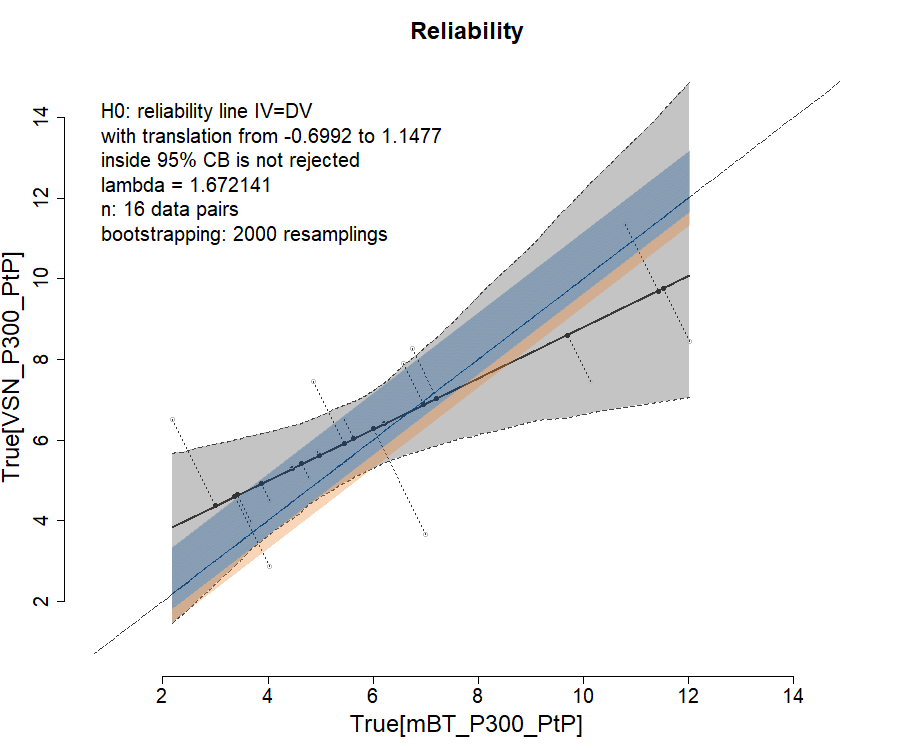 Reliability
H0: reliability line IV=DV
with translation from -0.6992 to 1.1477
inside 95% CB is not rejected
lambda = 1.672141
n: 16 data pairs
bootstrapping: 2000 resamplings
14
12
10
8
6
4
2
True[VSN_P300_PtP]
2 4 6 8 10 12 14
True[mBT_P300_PtP]